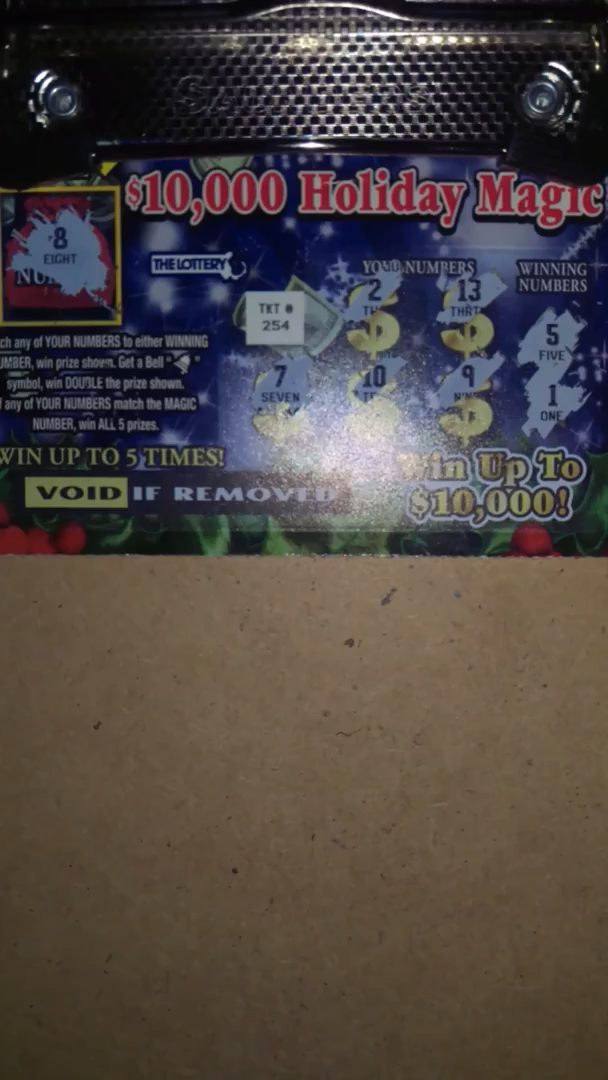 $10,000 Holiday Magic
8
EIGHT
THE LOTTERY
YOUR NUMBERS
WINNING
NUMBERS
TKT #
254
2
13
5
FIVE
7
SEVEN
10
9
1
ONE
any of YOUR NUMBERS to either WINNING
win prize shown. Get a Bell " "
symbol, win DOUBLE the prize shown.
any of YOUR NUMBERS match the MAGIC
NUMBER, win ALL 5 prizes.
WIN UP TO 5 TIMES!
VOID IF REMOVED
Win Up To
$10,000!